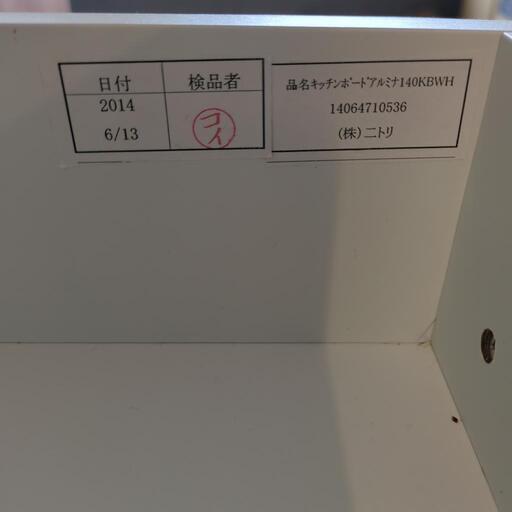 日付 検品者
2014
6/13
コイ
品名キッチンボードアルミナ140KBWH
14064710536
(株)ニトリ